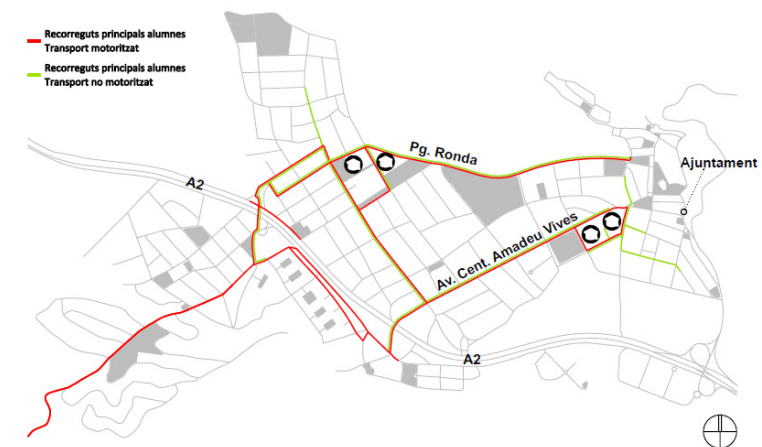 Recorreguts principals alumnes
Transport motoritzat
Recorreguts principals alumnes
Transport no motoritzat
Pg. Ronda
Ajuntament
A2
Av. Cent. Amadeu Vives
A2